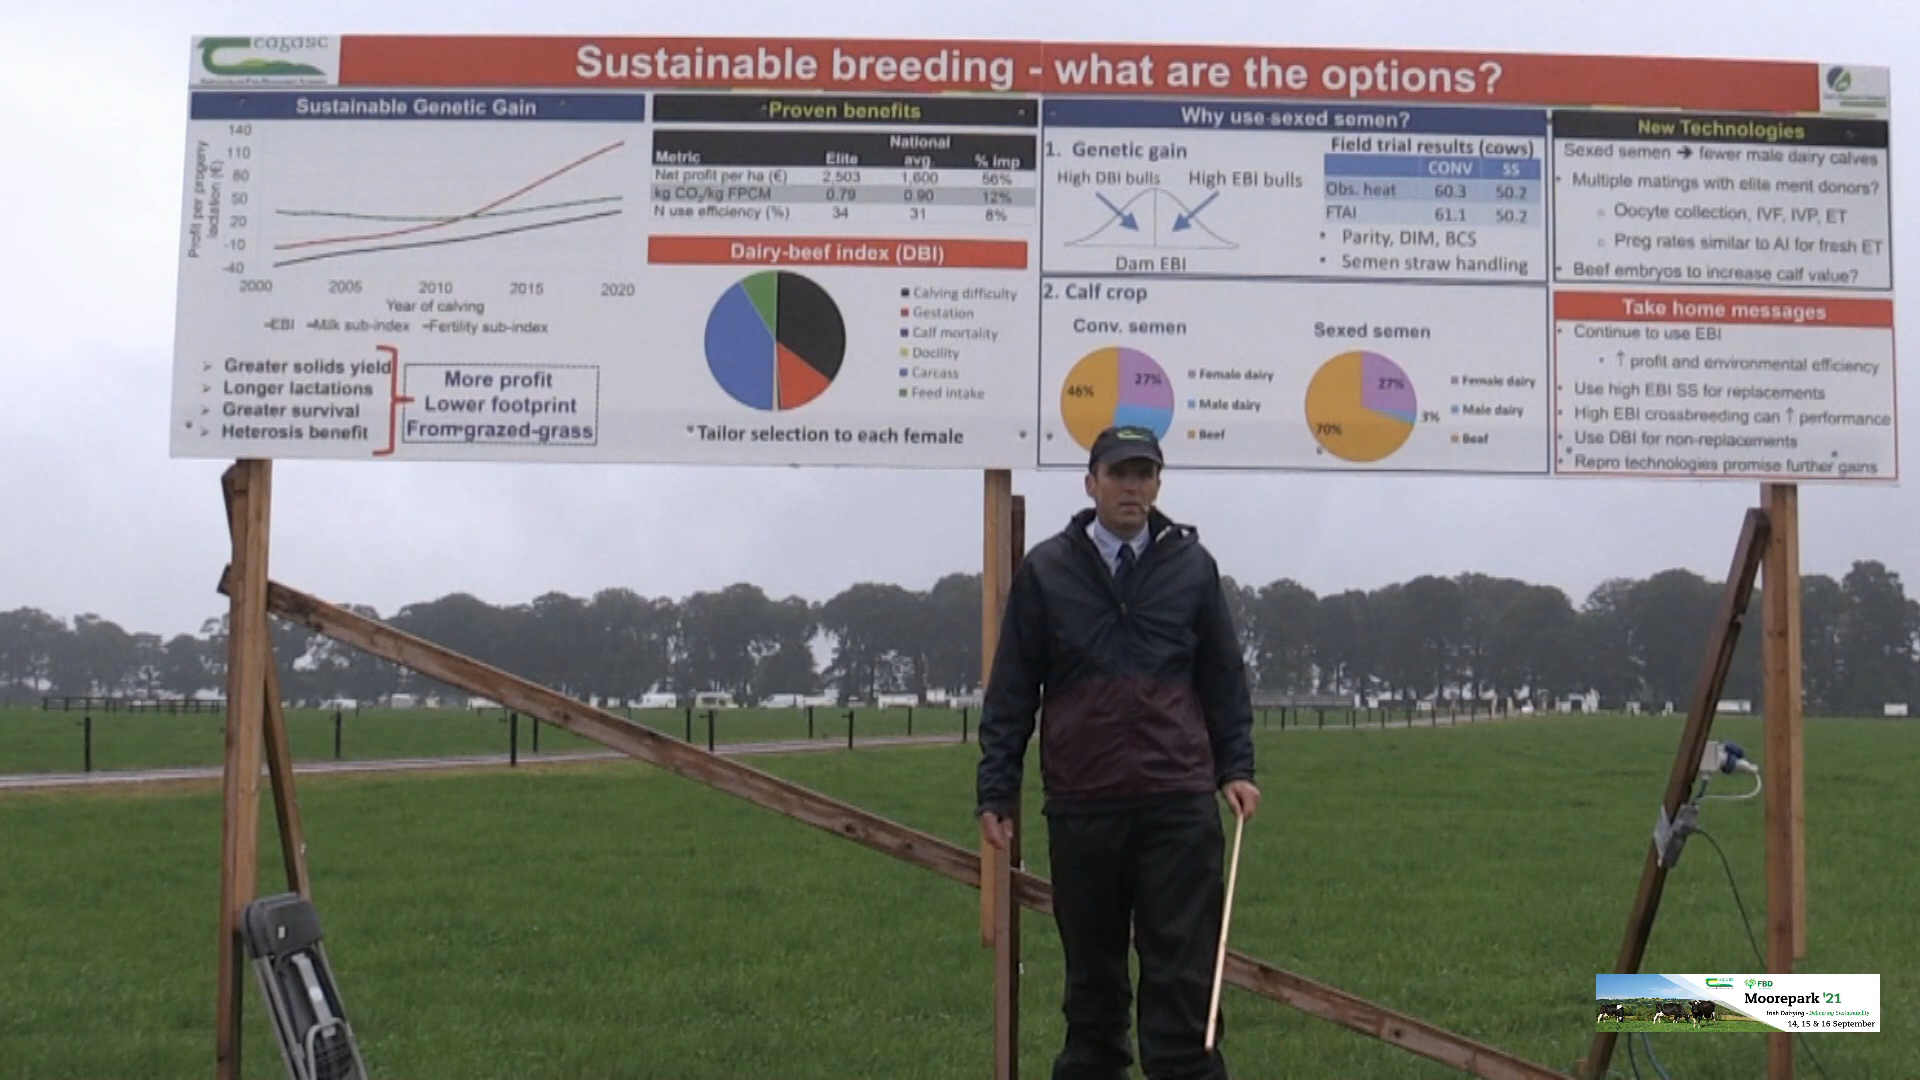 eagasc
Sustainable breeding - what are the options?
Sustainable Genetic Gain
Profit per progeny
lactation (€)
140
110
80
50
20
-10
-40
2000 2005 2010 2015 2020
Year of calving
EBI Milk sub-index Fertility sub-index
Greater solids yield
Longer lactations
Greater survival
Heterosis benefit
More profit
Lower footprint
From grazed grass
Proven benefits
Metric Elite National avg. % imp
Net profit per ha (€) 2,503 1,600 56%
kg CO₂/kg FPCM 0.79 0.90 12%
N use efficiency (%) 34 31 8%
Dairy-beef index (DBI)
Calving difficulty
Gestation
Calf mortality
Docility
Carcass
Feed intake
Tailor selection to each female
Why use sexed semen?
1. Genetic gain
High DBI bulls High EBI bulls
Dam EBI
Field trial results (cows)
CONV SS
Obs. heat 60.3 50.2
FTAI 61.1 50.2
• Parity, DIM, BCS
• Semen straw handling
2. Calf crop
Conv. semen
46%
27%
Female dairy
Male dairy
Beef
Sexed semen
27%
3%
70%
Female dairy
Male dairy
Beef
New Technologies
Sexed semen → fewer male dairy calves
• Multiple matings with elite merit donors?
○ Oocyte collection, IVF, IVP, ET
○ Preg rates similar to AI for fresh ET
• Beef embryos to increase calf value?
Take home messages
• Continue to use EBI
• ↑ profit and environmental efficiency
• Use high EBI SS for replacements
• High EBI crossbreeding can ↑ performance
• Use DBI for non-replacements
• Repro technologies promise further gains
FBD
Moorepark '21
Irish Dairying - Delivering Sustainability
14, 15 & 16 September